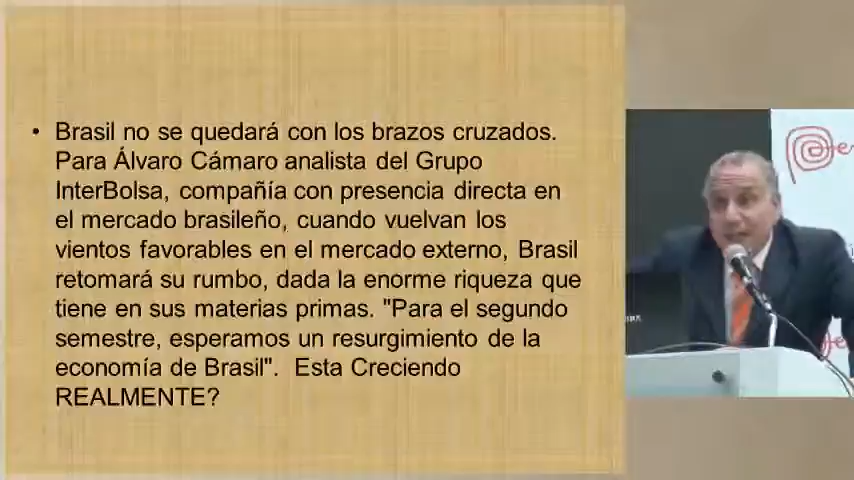 • Brasil no se quedará con los brazos cruzados.
Para Álvaro Cámaro analista del Grupo
InterBolsa, compañía con presencia directa en
el mercado brasileño, cuando vuelvan los
vientos favorables en el mercado externo, Brasil
retomará su rumbo, dada la enorme riqueza que
tiene en sus materias primas. "Para el segundo
semestre, esperamos un resurgimiento de la
economía de Brasil".  Esta Creciendo
REALMENTE?